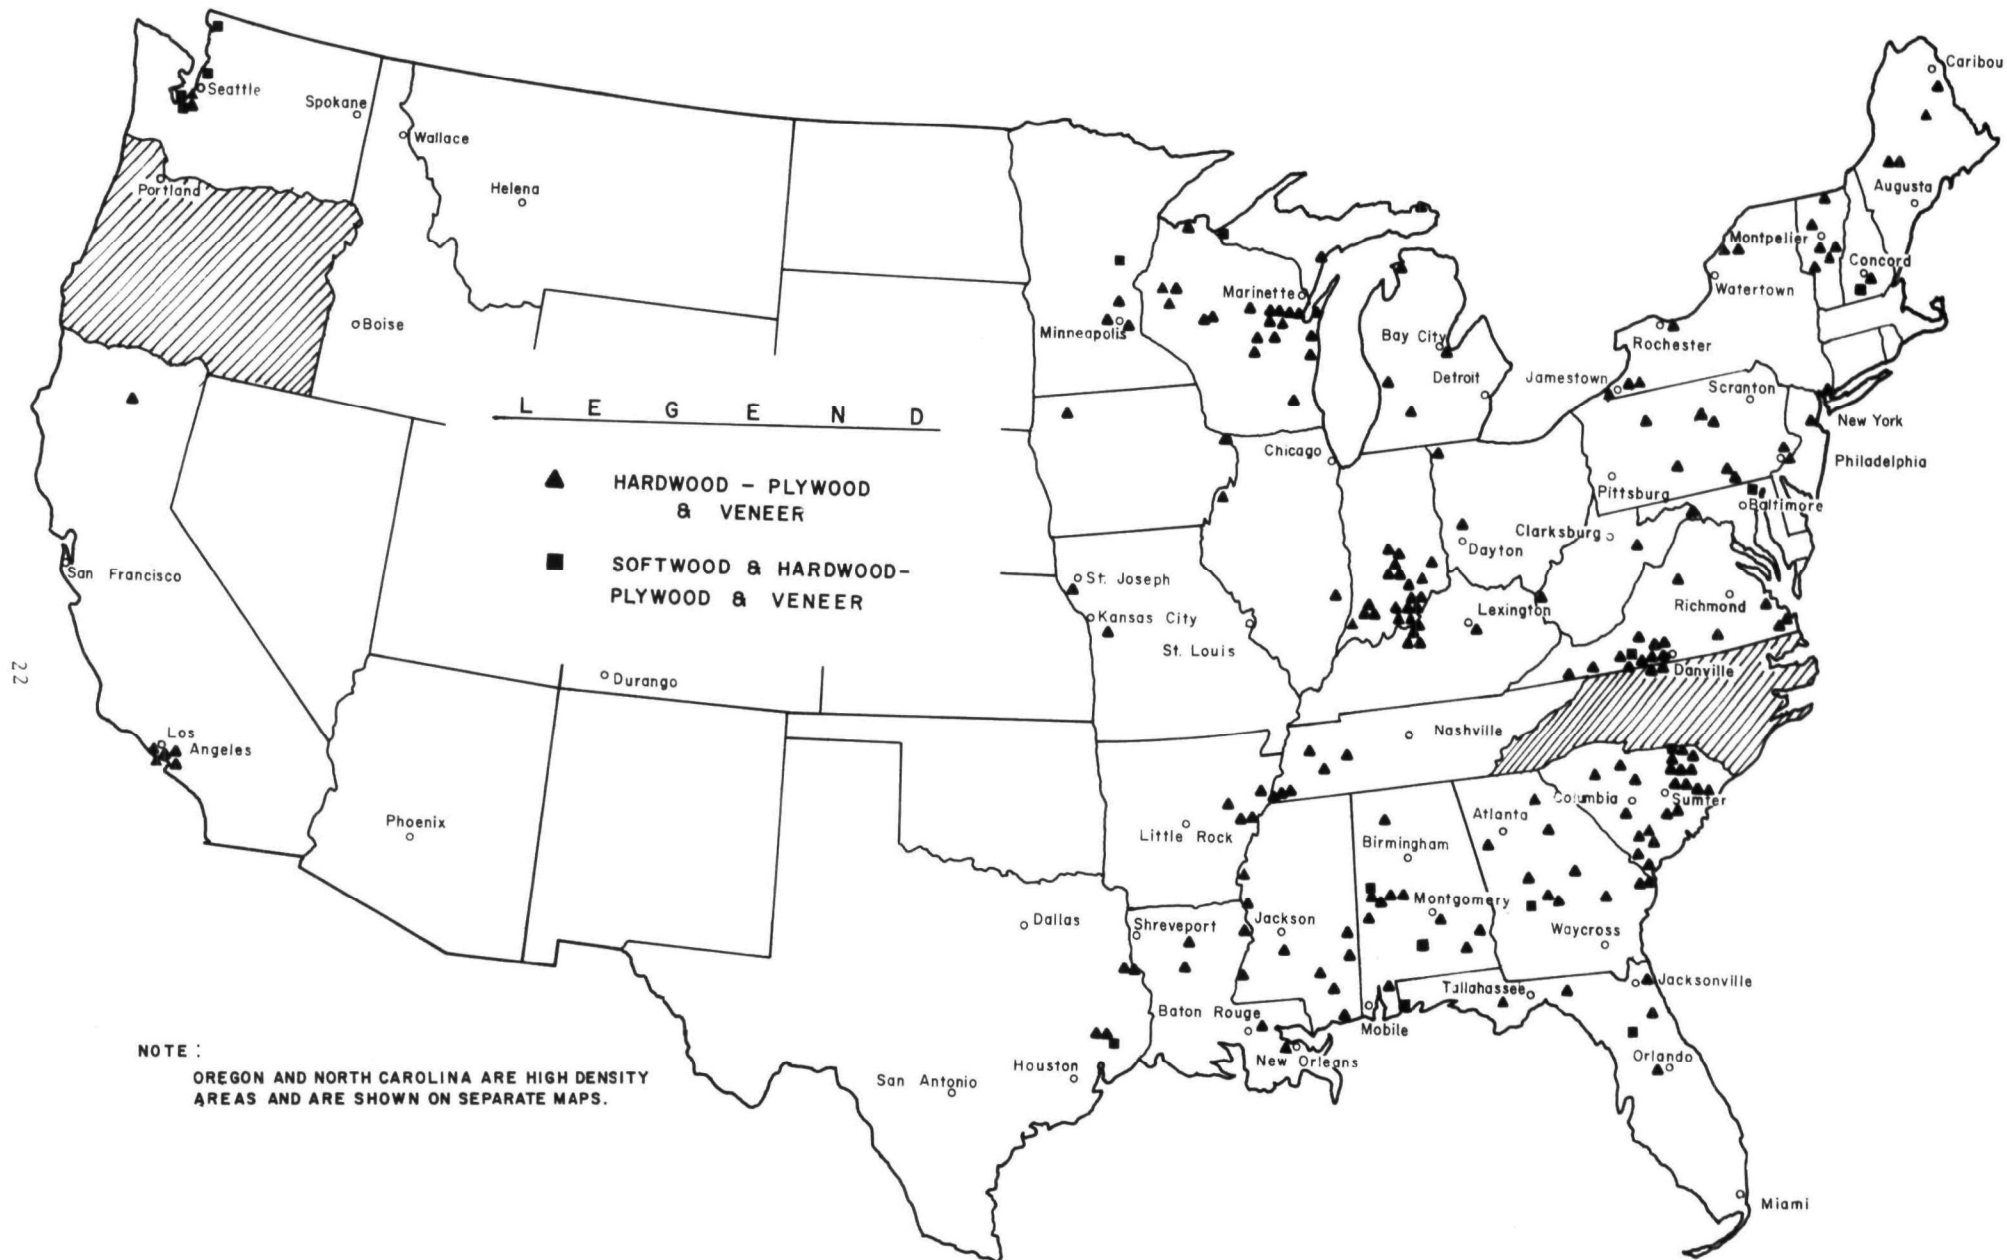 Caribou
Seattle
Spokane
Wallace
Portland
Helena
Augusta
Montpelier
Concord
Boise
Marinette
Watertown
Minneapolis
Bay City
Rochester
Detroit
Jamestown
Scranton
LEGEND
New York
Chicago
Philadelphia
HARDWOOD - PLYWOOD
& VENEER
Pittsburg
Baltimore
Clarksburg
Dayton
San Francisco
SOFTWOOD & HARDWOOD-
PLYWOOD & VENEER
St. Joseph
Kansas City
Lexington
Richmond
St. Louis
22
Durango
Danville
Los
Angeles
Nashville
Phoenix
Little Rock
Columbia
Sumter
Atlanta
Birmingham
Montgomery
Dallas
Shreveport
Jackson
Waycross
Tallahassee
Jacksonville
Baton Rouge
Mobile
NOTE:
OREGON AND NORTH CAROLINA ARE HIGH DENSITY
AREAS AND ARE SHOWN ON SEPARATE MAPS.
San Antonio
Houston
New Orleans
Orlando
Miami